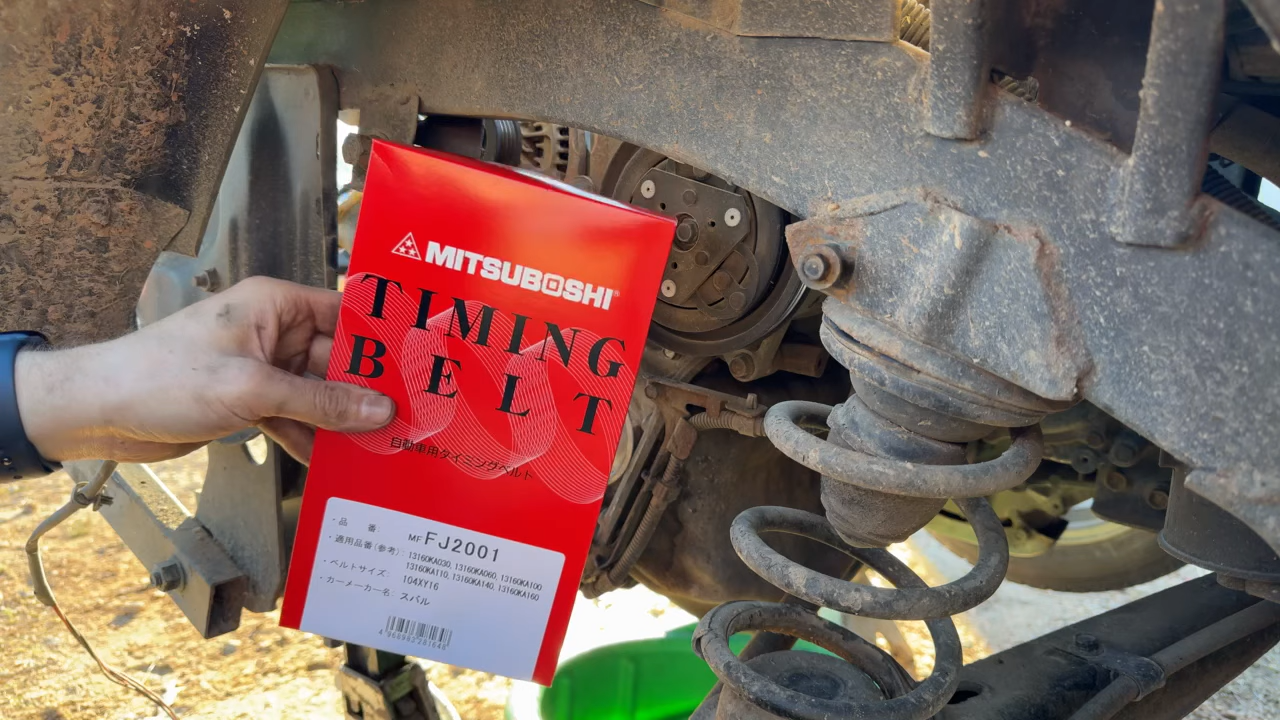 MITSUBOSHI
TIMING
BELT
自動車用タイミングベルト
・品 番: MFFJ2001
・適用品番(参考): 13160KA030, 13160KA060, 13160KA100
13160KA110, 13160KA140, 13160KA160
・ベルトサイズ: 104XY16
・カーメーカー名: スバル